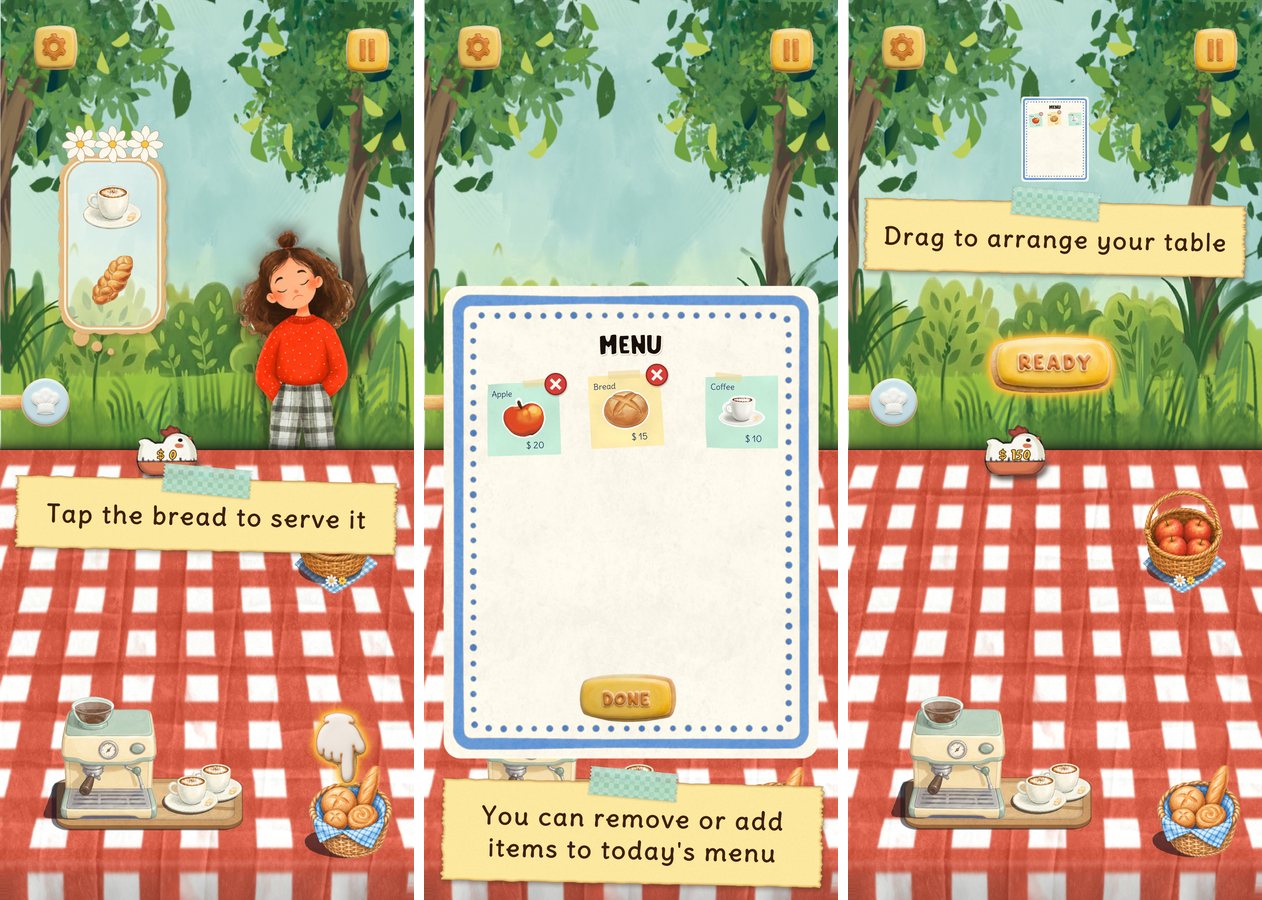 $ 0
Tap the bread to serve it
MENU
Apple
$ 20
Bread
$ 15
Coffee
$ 10
DONE
You can remove or add
items to today's menu
MENU
Drag to arrange your table
READY
$ 150